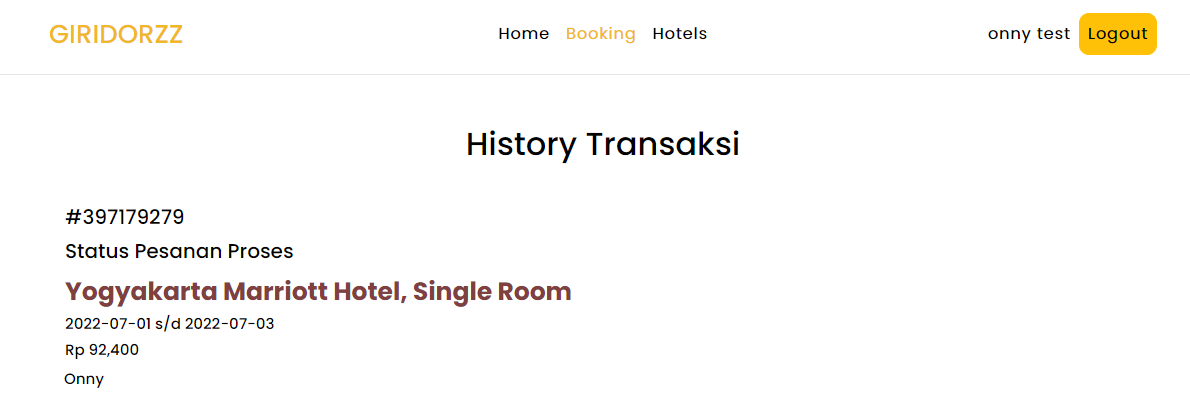 GIRIDORZZ Home Booking Hotels onny test Logout
History Transaksi
#397179279
Status Pesanan Proses
Yogyakarta Marriott Hotel, Single Room
2022-07-01 s/d 2022-07-03
Rp 92,400
Onny